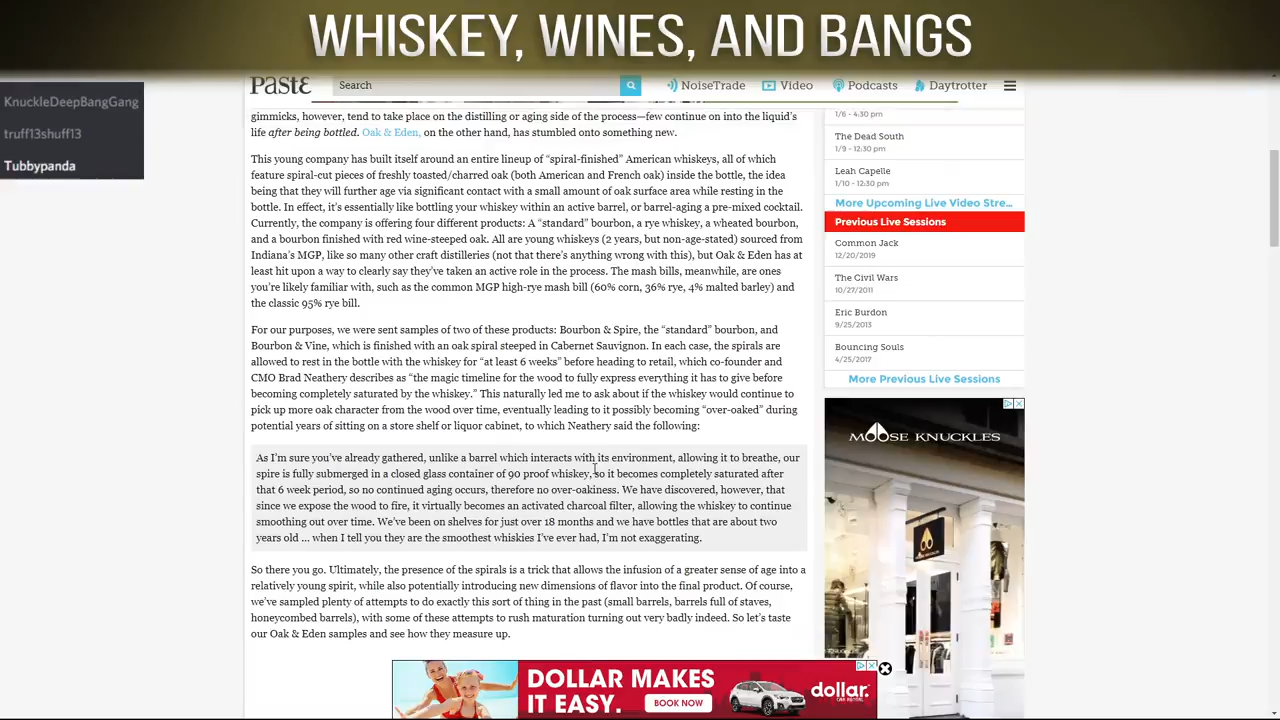 WHISKEY, WINES, AND BANGS
KnuckleDeepBangGang
truff13shuff13
Tubbypanda
Paste
Search
NoiseTrade
Video
Podcasts
Daytrotter
gimmicks, however, tend to take place on the distilling or aging side of the process—few continue on into the liquid's
life after being bottled. Oak & Eden, on the other hand, has stumbled onto something new.
This young company has built itself around an entire lineup of “spiral-finished” American whiskeys, all of which
feature spiral-cut pieces of freshly toasted/charred oak (both American and French oak) inside the bottle, the idea
being that they will further age via significant contact with a small amount of oak surface area while resting in the
bottle. In effect, it's essentially like bottling your whiskey within an active barrel, or barrel-aging a pre-mixed cocktail.
Currently, the company is offering four different products: A “standard” bourbon, a rye whiskey, a wheated bourbon,
and a bourbon finished with red wine-steeped oak. All are young whiskeys (2 years, but non-age-stated) sourced from
Indiana's MGP, like so many other craft distilleries (not that there's anything wrong with this), but Oak & Eden has at
least hit upon a way to clearly say they've taken an active role in the process. The mash bills, meanwhile, are ones
you're likely familiar with, such as the common MGP high-rye mash bill (60% corn, 36% rye, 4% malted barley) and
the classic 95% rye bill.
For our purposes, we were sent samples of two of these products: Bourbon & Spire, the “standard” bourbon, and
Bourbon & Vine, which is finished with an oak spiral steeped in Cabernet Sauvignon. In each case, the spirals are
allowed to rest in the bottle with the whiskey for “at least 6 weeks” before heading to retail, which co-founder and
CMO Brad Neathery describes as “the magic timeline for the wood to fully express everything it has to give before
becoming completely saturated by the whiskey.” This naturally led me to ask about if the whiskey would continue to
pick up more oak character from the wood over time, eventually leading to it possibly becoming “over-oaked” during
potential years of sitting on a store shelf or liquor cabinet, to which Neathery said the following:
As I'm sure you've already gathered, unlike a barrel which interacts with its environment, allowing it to breathe, our
spire is fully submerged in a closed glass container of 90 proof whiskey, so it becomes completely saturated after
that 6 week period, so no continued aging occurs, therefore no over-oakiness. We have discovered, however, that
since we expose the wood to fire, it virtually becomes an activated charcoal filter, allowing the whiskey to continue
smoothing out over time. We've been on shelves for just over 18 months and we have bottles that are about two
years old ... when I tell you they are the smoothest whiskies I've ever had, I'm not exaggerating.
So there you go. Ultimately, the presence of the spirals is a trick that allows the infusion of a greater sense of age into a
relatively young spirit, while also potentially introducing new dimensions of flavor into the final product. Of course,
we've sampled plenty of attempts to do exactly this sort of thing in the past (small barrels, barrels full of staves,
honeycombed barrels), with some of these attempts to rush maturation turning out very badly indeed. So let's taste
our Oak & Eden samples and see how they measure up.
1/6 - 4:30 pm
The Dead South
1/9 - 12:30 pm
Leah Capelle
1/10 - 12:30 pm
More Upcoming Live Video Stre...
Previous Live Sessions
Common Jack
12/20/2019
The Civil Wars
10/27/2011
Eric Burdon
9/25/2013
Bouncing Souls
4/25/2017
More Previous Live Sessions
MOOSE KNUCKLES
DOLLAR MAKES
IT EASY.
BOOK NOW
dollar.
CAR RENTAL